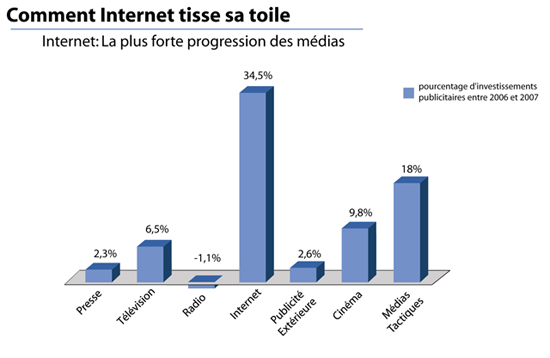 Comment Internet tisse sa toile
Internet: La plus forte progression des médias
34,5%
pourcentage d'investissements
publicitaires entre 2006 et 2007
18%
9,8%
6,5%
2,3%
-1,1%
2,6%
Presse
Télévision
Radio
Internet
Publicité
Extérieure
Cinéma
Médias
Tactiques